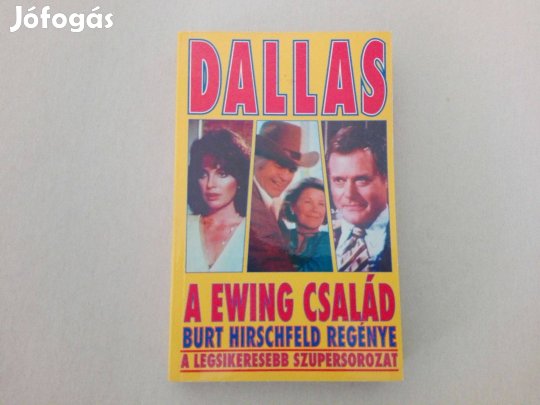 Jófogás
DALLAS
A EWING CSALÁD
BURT HIRSCHFELD REGÉNYE
A LEGSIKERESEBB SZUPERSOROZAT